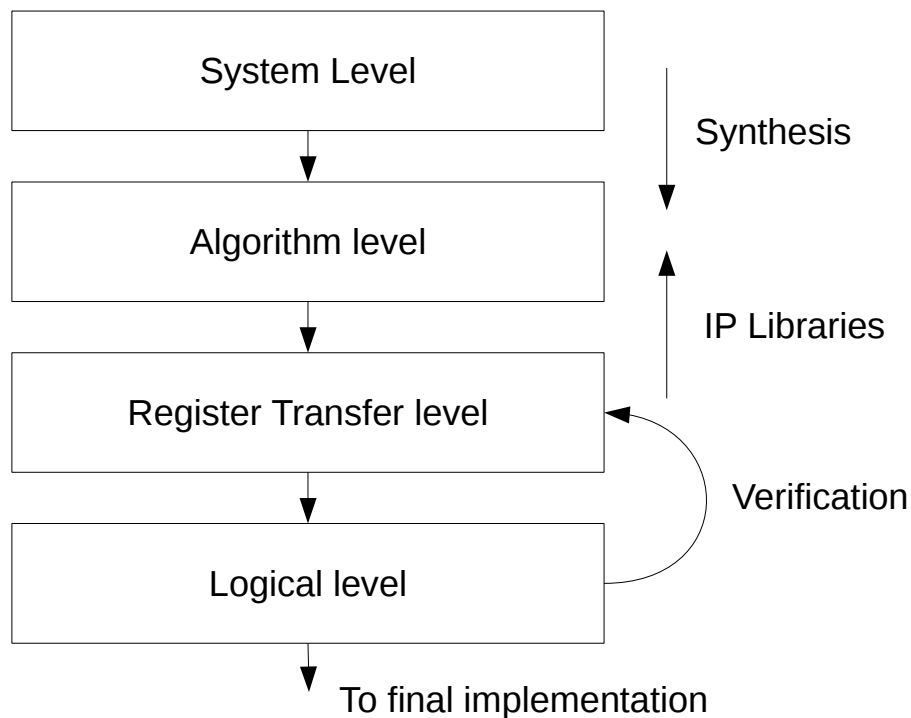 System Level
Synthesis
Algorithm level
IP Libraries
Register Transfer level
Verification
Logical level
To final implementation